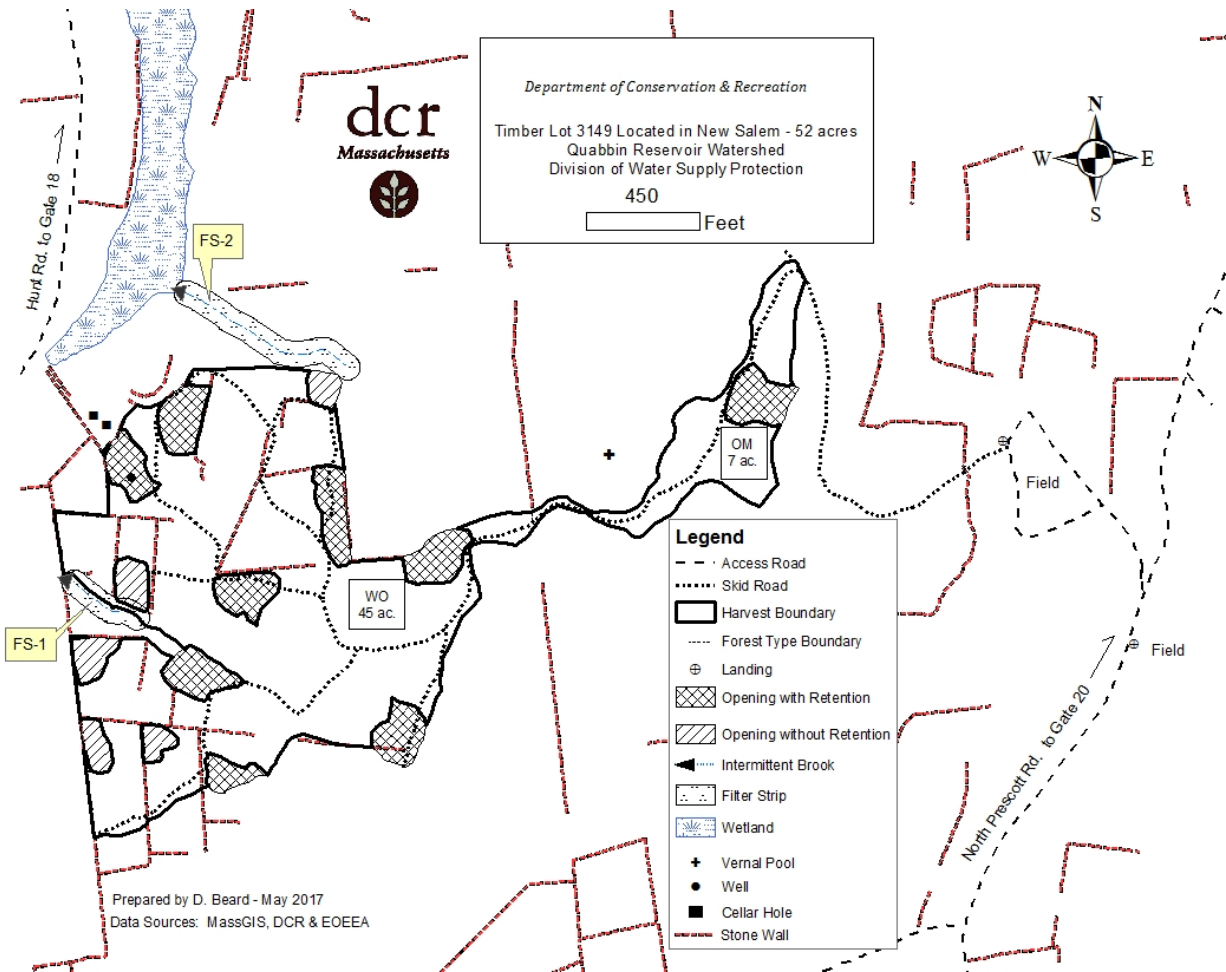 Department of Conservation & Recreation
Timber Lot 3149 Located in New Salem - 52 acres
Quabbin Reservoir Watershed
Division of Water Supply Protection
450
Feet
dcr
Massachusetts
N
W
E
S
Hunt Rd. to Gate 18
FS-2
OM
7 ac.
Field
WO
45 ac.
FS-1
Field
North Prescott Rd. to Gate 20
Legend
Access Road
Skid Road
Harvest Boundary
Forest Type Boundary
Landing
Opening with Retention
Opening without Retention
Intermittent Brook
Filter Strip
Wetland
Vernal Pool
Well
Cellar Hole
Stone Wall
Prepared by D. Beard - May 2017
Data Sources: MassGIS, DCR & EOEEA